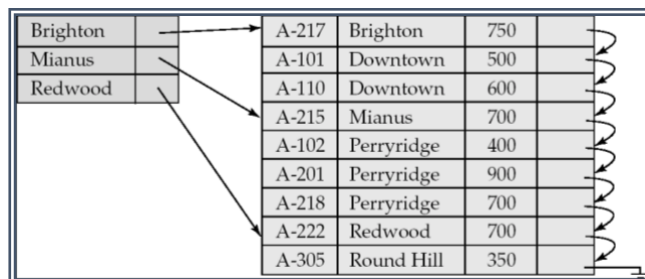 Brighton A-217 Brighton 750
Mianus A-101 Downtown 500
Redwood A-110 Downtown 600
A-215 Mianus 700
A-102 Perryridge 400
A-201 Perryridge 900
A-218 Perryridge 700
A-222 Redwood 700
A-305 Round Hill 350